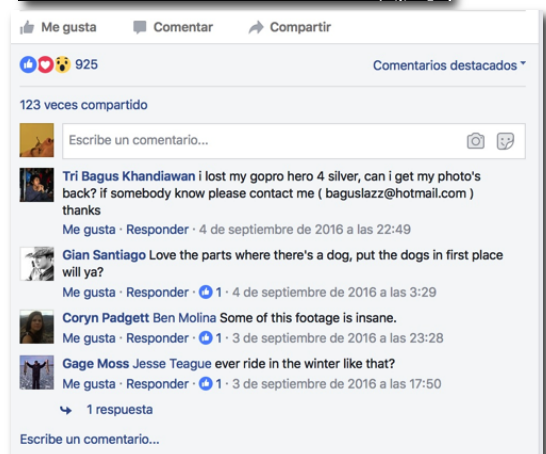 Me gusta Comentar Compartir
925 Comentarios destacados
123 veces compartido
Escribe un comentario...
Tri Bagus Khandiawan i lost my gopro hero 4 silver, can i get my photo's
back? if somebody know please contact me ( baguslazz@hotmail.com )
thanks
Me gusta · Responder · 4 de septiembre de 2016 a las 22:49
Gian Santiago Love the parts where there's a dog, put the dogs in first place
will ya?
Me gusta · Responder · 1 · 4 de septiembre de 2016 a las 3:29
Coryn Padgett Ben Molina Some of this footage is insane.
Me gusta · Responder · 1 · 3 de septiembre de 2016 a las 23:28
Gage Moss Jesse Teague ever ride in the winter like that?
Me gusta · Responder · 1 · 3 de septiembre de 2016 a las 17:50
1 respuesta
Escribe un comentario...